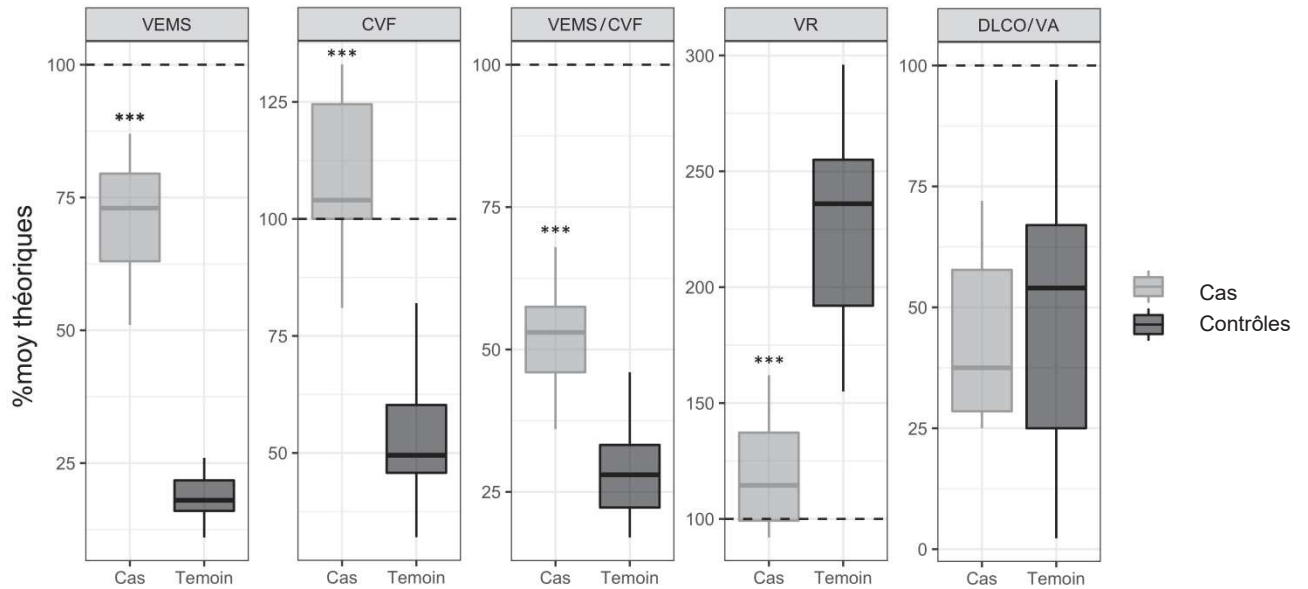 VEMS
CVF
VEMS/CVF
VR
DLCO/VA
%moy théoriques
100
75
50
25
***
Cas
Temoin
125
100
75
50
***
Cas
Temoin
100
75
50
25
***
Cas
Temoin
300
250
200
150
100
***
Cas
Temoin
100
75
50
25
0
Cas
Temoin
Cas
Contrôles